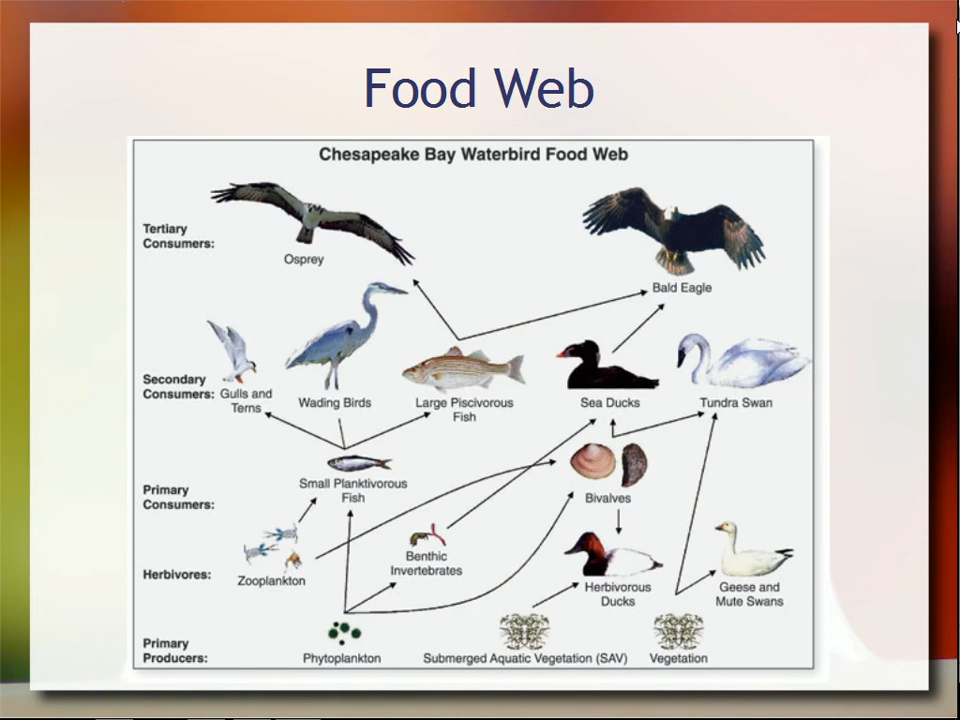 Food Web
Chesapeake Bay Waterbird Food Web
Tertiary
Consumers:
Osprey
Bald Eagle
Secondary
Consumers:
Gulls and
Terns
Wading Birds
Large Piscivorous
Fish
Sea Ducks
Tundra Swan
Primary
Consumers:
Small Planktivorous
Fish
Bivalves
Herbivores:
Zooplankton
Benthic
Invertebrates
Herbivorous
Ducks
Geese and
Mute Swans
Primary
Producers:
Phytoplankton
Submerged Aquatic Vegetation (SAV)
Vegetation